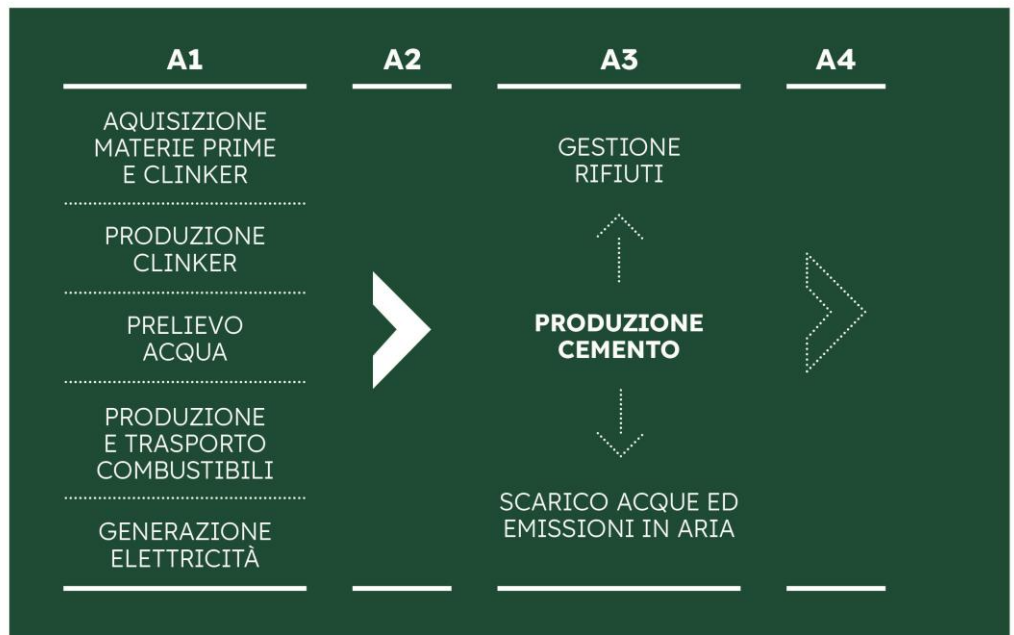 A1
AQUISIZIONE
MATERIE PRIME
E CLINKER
PRODUZIONE
CLINKER
PRELIEVO
ACQUA
PRODUZIONE
E TRASPORTO
COMBUSTIBILI
GENERAZIONE
ELETTRICITÀ
A2
A3
GESTIONE
RIFIUTI
PRODUZIONE
CEMENTO
SCARICO ACQUE ED
EMISSIONI IN ARIA
A4